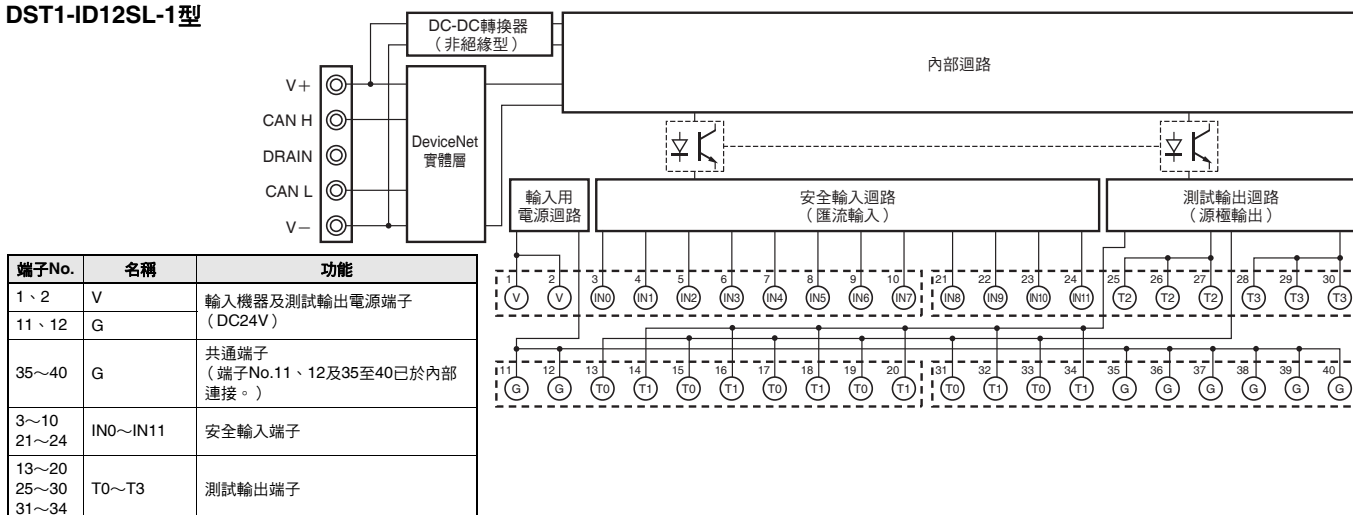 DST1-ID12SL-1型
DC-DC轉換器
（非絕緣型）
內部迴路
V+
CAN H
DRAIN
CAN L
V−
DeviceNet
實體層
輸入用
電源迴路
安全輸入迴路
（匯流輸入）
測試輸出迴路
（源極輸出）
1 2 3 4 5 6 7 8 9 10 21 22 23 24 25 26 27 28 29 30
V V IN0 IN1 IN2 IN3 IN4 IN5 IN6 IN7 IN8 IN9 IN10 IN11 T2 T2 T2 T3 T3 T3
11 12 13 14 15 16 17 18 19 20 31 32 33 34 35 36 37 38 39 40
G G T0 T1 T0 T1 T0 T1 T0 T1 T0 T1 T0 T1 G G G G G G
端子No. 名稱 功能
1、2 V 輸入機器及測試輸出電源端子
11、12 G （DC24V）
35～40 G 共通端子
（端子No.11、12及35至40已於內部
連接。）
3～10
21～24 IN0～IN11 安全輸入端子
13～20
25～30 T0～T3 測試輸出端子
31～34